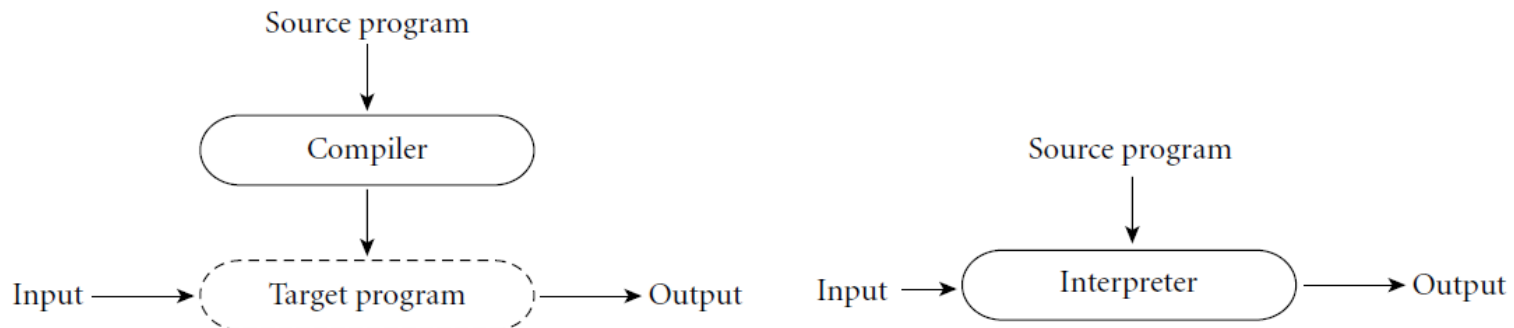 Source program
Compiler
Input
Target program
Output
Source program
Input
Interpreter
Output